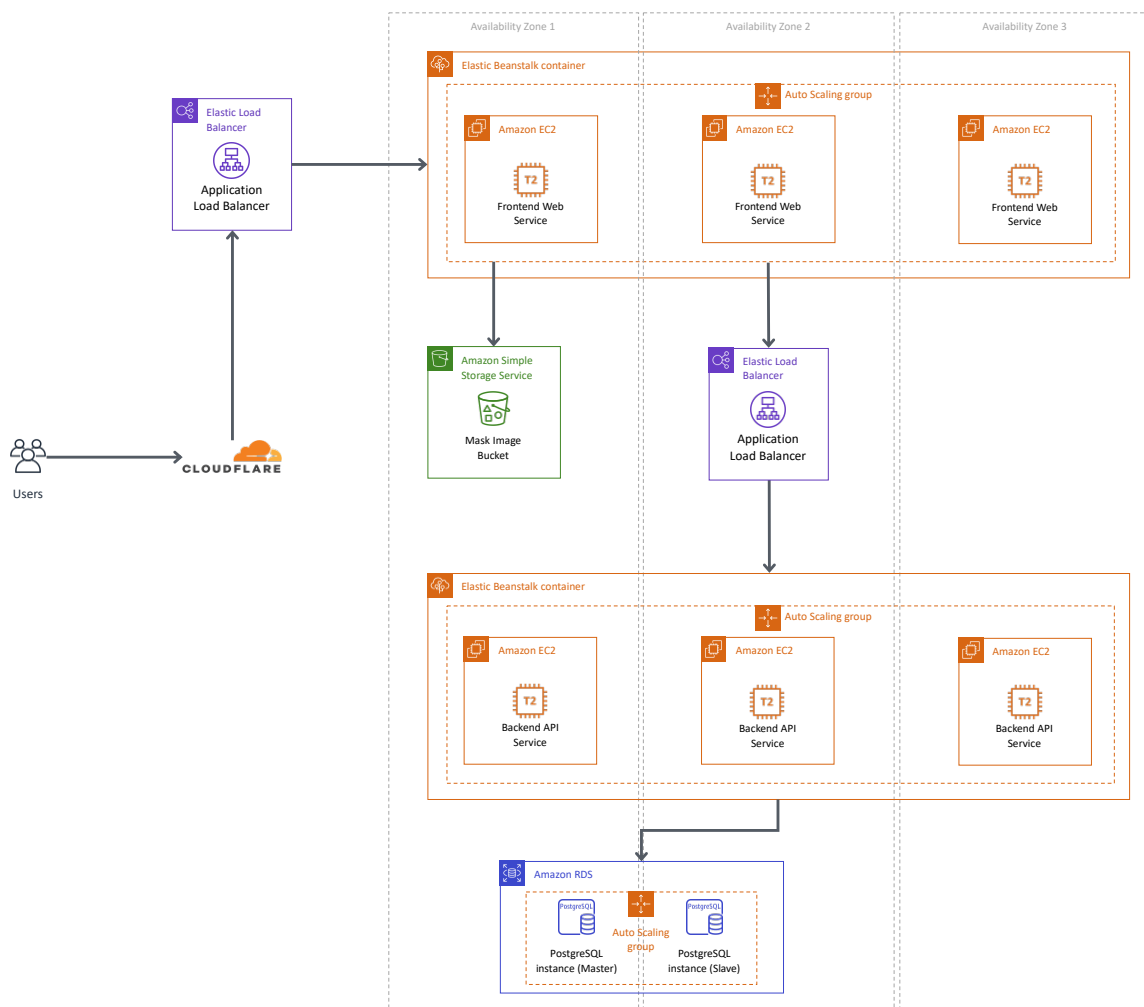 Availability Zone 1
Availability Zone 2
Availability Zone 3
Elastic Beanstalk container
Auto Scaling group
Elastic Load
Balancer
Application
Load Balancer
Amazon EC2
T2
Frontend Web
Service
Amazon EC2
T2
Frontend Web
Service
Amazon EC2
T2
Frontend Web
Service
Amazon Simple
Storage Service
Mask Image
Bucket
Elastic Load
Balancer
Application
Load Balancer
Users
CLOUDFLARE
Elastic Beanstalk container
Auto Scaling group
Amazon EC2
T2
Backend API
Service
Amazon EC2
T2
Backend API
Service
Amazon EC2
T2
Backend API
Service
Amazon RDS
PostgreSQL
PostgreSQL
instance (Master)
Auto Scaling
group
PostgreSQL
PostgreSQL
instance (Slave)